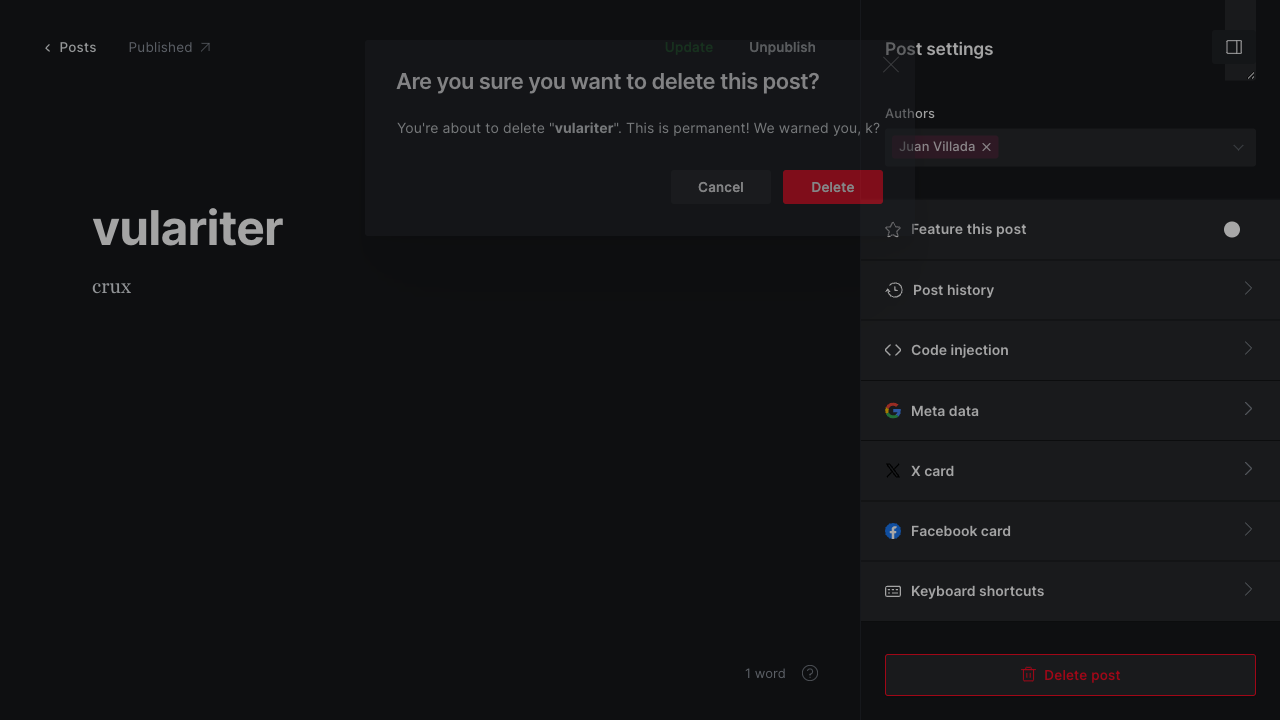 Posts
Published
Update
Unpublish
Are you sure you want to delete this post?
You're about to delete "vulariter". This is permanent! We warned you, k?
Cancel
Delete
vulariter
crux
1 word
Post settings
Authors
Juan Villada
Feature this post
Post history
Code injection
Meta data
X card
Facebook card
Keyboard shortcuts
Delete post